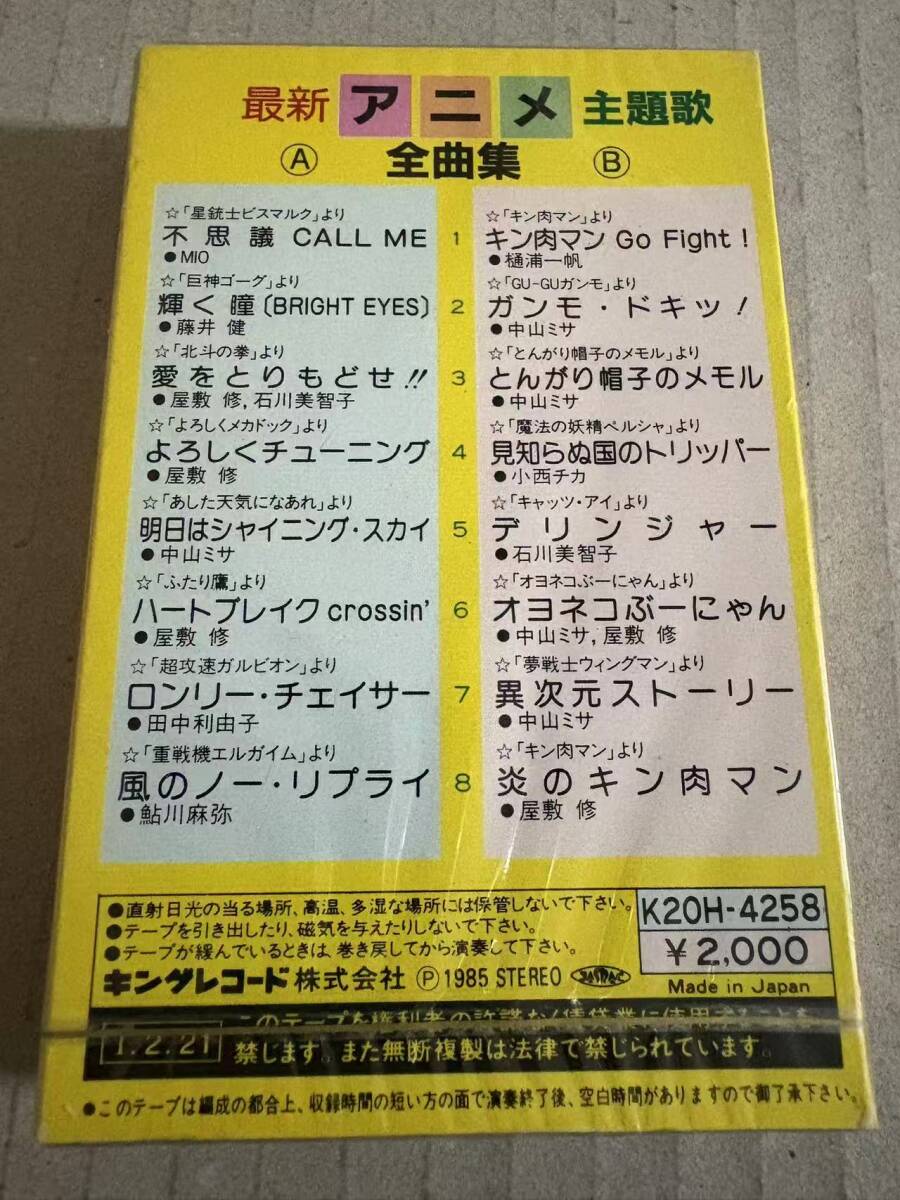 最新アニメ主題歌
Ⓐ 全曲集 Ⓑ
☆「星銃士ビスマルク」より
不思議 CALL ME
●MIO
☆「巨神ゴーグ」より
輝く瞳〔BRIGHT EYES〕
●藤井 健
☆「北斗の拳」より
愛をとりもどせ!!
●屋敷 修,石川美智子
☆「よろしくメカドック」より
よろしくチューニング
●屋敷 修
☆「あした天気になあれ」より
明日はシャイニング・スカイ
●中山ミサ
☆「ふたり鷹」より
ハートブレイク crossin'
●屋敷 修
☆「超攻速ガルビオン」より
ロンリー・チェイサー
●田中利由子
☆「重戦機エルガイム」より
風のノー・リプライ
●鮎川麻弥
1
2
3
4
5
6
7
8
☆「キン肉マン」より
キン肉マン Go Fight!
●樋浦一帆
☆「GU-GUガンモ」より
ガンモ・ドキッ!
●中山ミサ
☆「とんがり帽子のメモル」より
とんがり帽子のメモル
●中山ミサ
☆「魔法の妖精ペルシャ」より
見知らぬ国のトリッパー
●小西チカ
☆「キャッツ・アイ」より
デリンジャー
●石川美智子
☆「オヨネコぶーにゃん」より
オヨネコぶーにゃん
●中山ミサ,屋敷 修
☆「夢戦士ウィングマン」より
異次元ストーリー
●中山ミサ
☆「キン肉マン」より
炎のキン肉マン
●屋敷 修
●直射日光の当る場所、高温、多湿な場所には保管しないで下さい。
●テープを引き出したり、磁気を与えたりしないで下さい。
●テープが緩んでいるときは、巻き戻してから演奏して下さい。
キングレコード株式会社 Ⓟ1985 STEREO JASRAC
K20H-4258
¥2,000
Made in Japan
1.2.21
このテープを権利者の許諾なく賃貸業に使用することを
禁じます。また無断複製は法律で禁じられています。
●このテープは編成の都合上、収録時間の短い方の面で演奏終了後、空白時間がありますので御了承下さい。